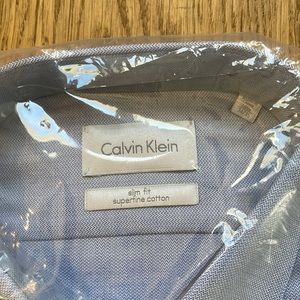 Calvin Klein
slim fit
superfine cotton